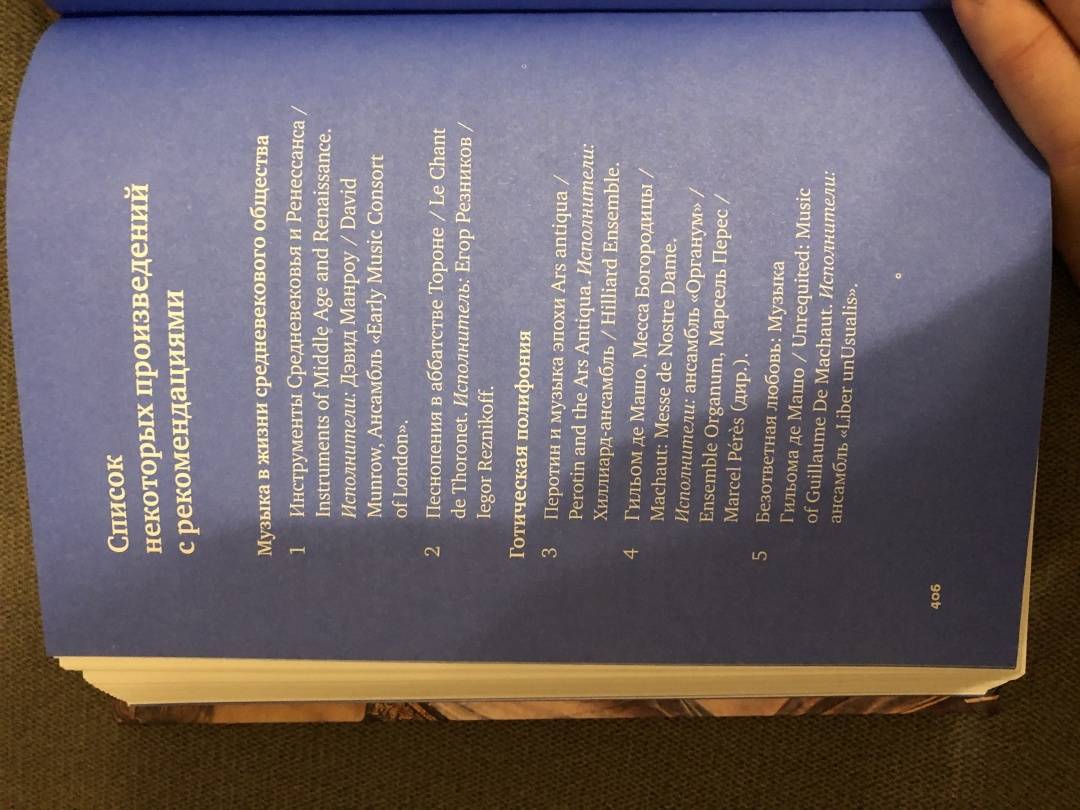 Список
некоторых произведений
с рекомендациями
Музыка в жизни средневекового общества
1 Инструменты Средневековья и Ренессанса /
Instruments of Middle Age and Renaissance.
Исполнители: Дэвид Манроу / David
Munrow, Ансамбль «Early Music Consort
of London».
2 Песнопения в аббатстве Тороне / Le Chant
de Thoronet. Исполнитель: Егор Резников /
Iegor Reznikoff.
Готическая полифония
3 Перотин и музыка эпохи Ars antiqua /
Perotin and the Ars Antiqua. Исполнители:
Хиллиард-ансамбль / Hilliard Ensemble.
4 Гильом де Машо. Месса Богородицы /
Machaut: Messe de Nostre Dame.
Исполнители: ансамбль «Органум» /
Ensemble Organum, Марсель Перес /
Marcel Pérès (дир.).
5 Безответная любовь: Музыка
Гильома де Машо / Unrequited: Music
of Guillaume De Machaut. Исполнители:
ансамбль «Liber unUsualis».
406